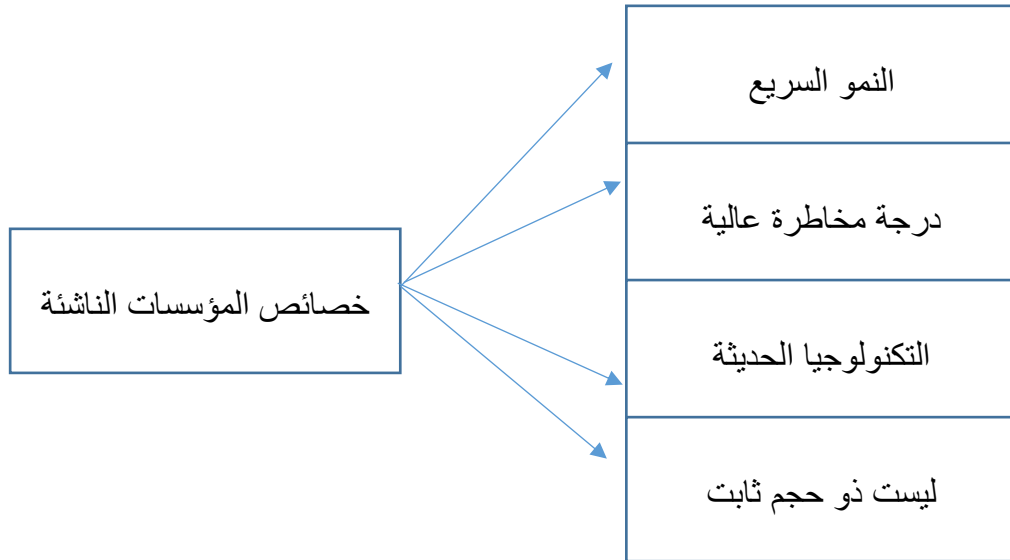 خصائص المؤسسات الناشئة
النمو السريع
درجة مخاطرة عالية
التكنولوجيا الحديثة
ليست ذو حجم ثابت